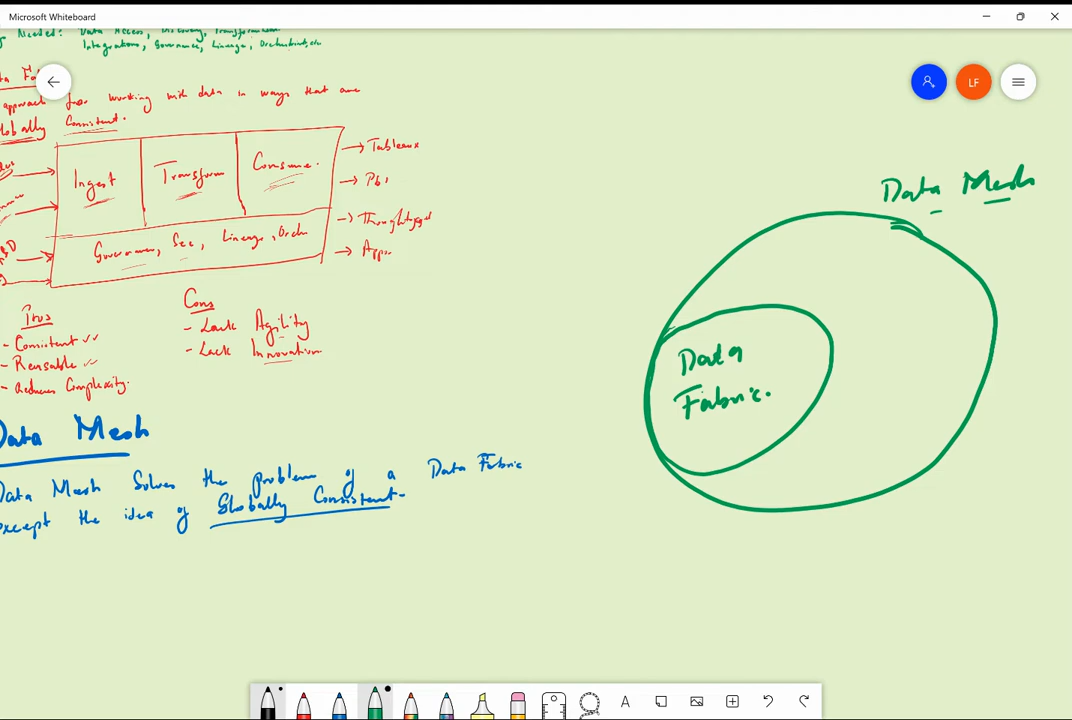 Microsoft Whiteboard
Needed: Data Access, Discovery, Transformation
Integrations, Governance, Lineage, Orchestration, etc
approach for working with data in ways that are
Globally Consistent.
LF
Ingest
Transform
Consume.
Governance, Sec, Lineage, Orch
Tableau
Pbi
Thoughtspot
Apps
Pros
- Consistent
- Reusable
- Reduces Complexity.
Cons
- Lack Agility
- Lack Innovation
Data Mesh
Data Mesh Solves the problem of a Data Fabric
except the idea of Globally Consistent.
Data Mesh
Data
Fabric.
A